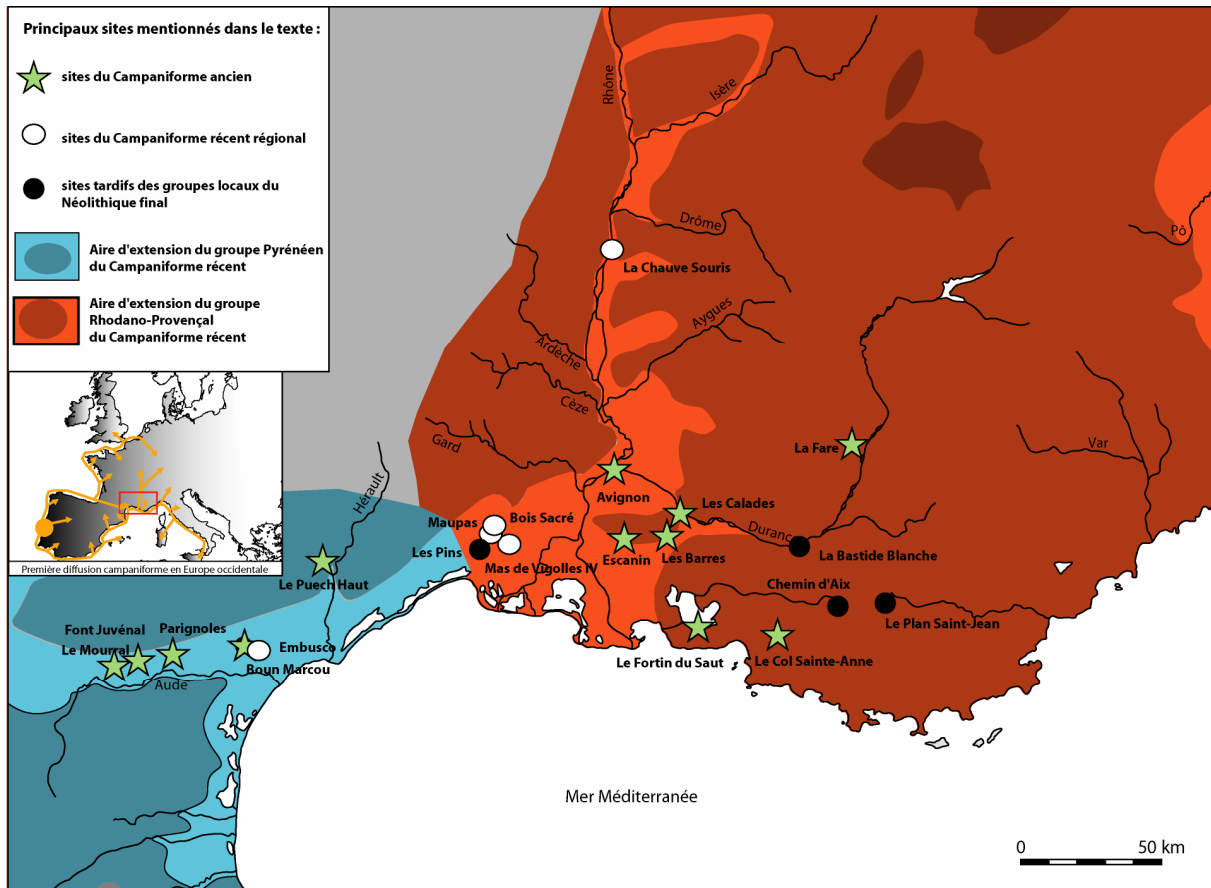 Principaux sites mentionnés dans le texte :
sites du Campaniforme ancien
sites du Campaniforme récent régional
sites tardifs des groupes locaux du
Néolithique final
Aire d'extension du groupe Pyrénéen
du Campaniforme récent
Aire d'extension du groupe
Rhodano-Provençal
du Campaniforme récent
Première diffusion campaniforme en Europe occidentale
Rhône
Isère
Drôme
Pô
La Chauve Souris
Aygues
Ardèche
Cèze
Gard
La Fare
Var
Hérault
Avignon
Les Calades
Maupas
Bois Sacré
Duranc
Les Pins
Escanin
Les Barres
La Bastide Blanche
Mas de Vignolles IV
Le Puech Haut
Chemin d'Aix
Le Plan Saint-Jean
Font Juvénal
Parignoles
Le Mourral
Embusco
Boun Marcou
Le Fortin du Saut
Le Col Sainte-Anne
Aude
Mer Méditerranée
0
50 km